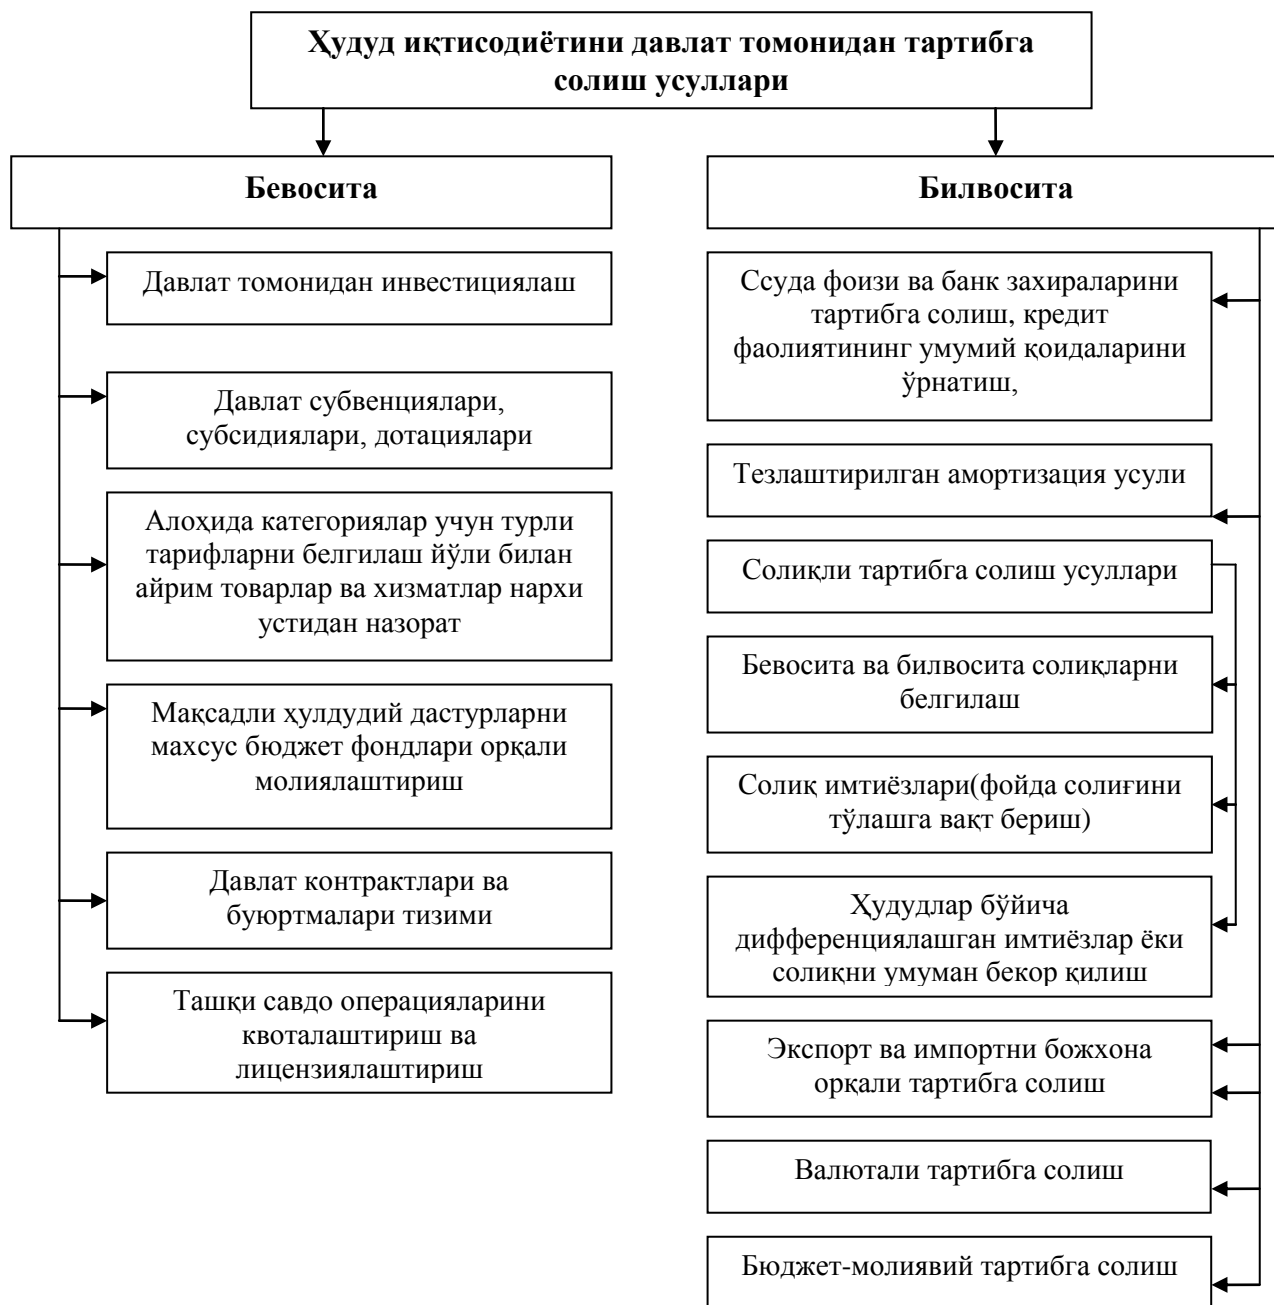 Ҳудуд иқтисодиётини давлат томонидан тартибга
солиш усуллари
Бевосита
Давлат томонидан инвестициялаш
Давлат субвенциялари,
субсидиялари, дотациялари
Алоҳида категориялар учун турли
тарифларни белгилаш йўли билан
айрим товарлар ва хизматлар нархи
устидан назорат
Мақсадли ҳулдудий дастурларни
махсус бюджет фондлари орқали
молиялаштириш
Давлат контрактлари ва
буюртмалари тизими
Ташқи савдо операцияларини
квоталаштириш ва
лицензиялаштириш
Билвосита
Ссуда фоизи ва банк захираларини
тартибга солиш, кредит
фаолиятининг умумий қоидаларини
ўрнатиш,
Тезлаштирилган амортизация усули
Солиқли тартибга солиш усуллари
Бевосита ва билвосита солиқларни
белгилаш
Солиқ имтиёзлари(фойда солиғини
тўлашга вақт бериш)
Ҳудудлар бўйича
дифференциялашган имтиёзлар ёки
солиқни умуман бекор қилиш
Экспорт ва импортни божхона
орқали тартибга солиш
Валютали тартибга солиш
Бюджет-молиявий тартибга солиш